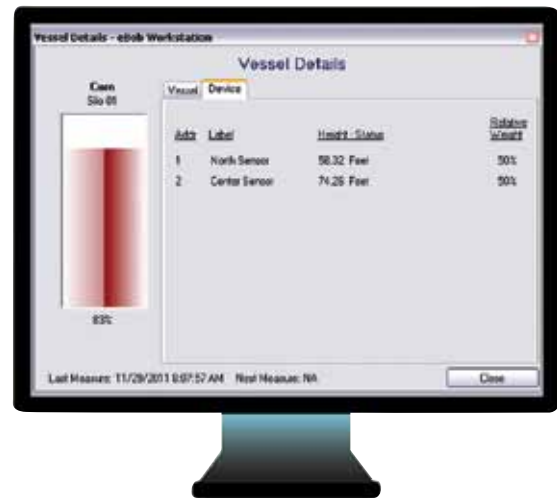 Vessel Details - eBob Workstation
Vessel Details
Corn
Silo 01
Vessel Device
Addr Label Height - Status Relative Weight
1 North Sensor 58.32 Feet 50%
2 Center Sensor 74.26 Feet 50%
83%
Last Measure: 11/29/2011 8:07:57 AM Next Measure: NA
Close